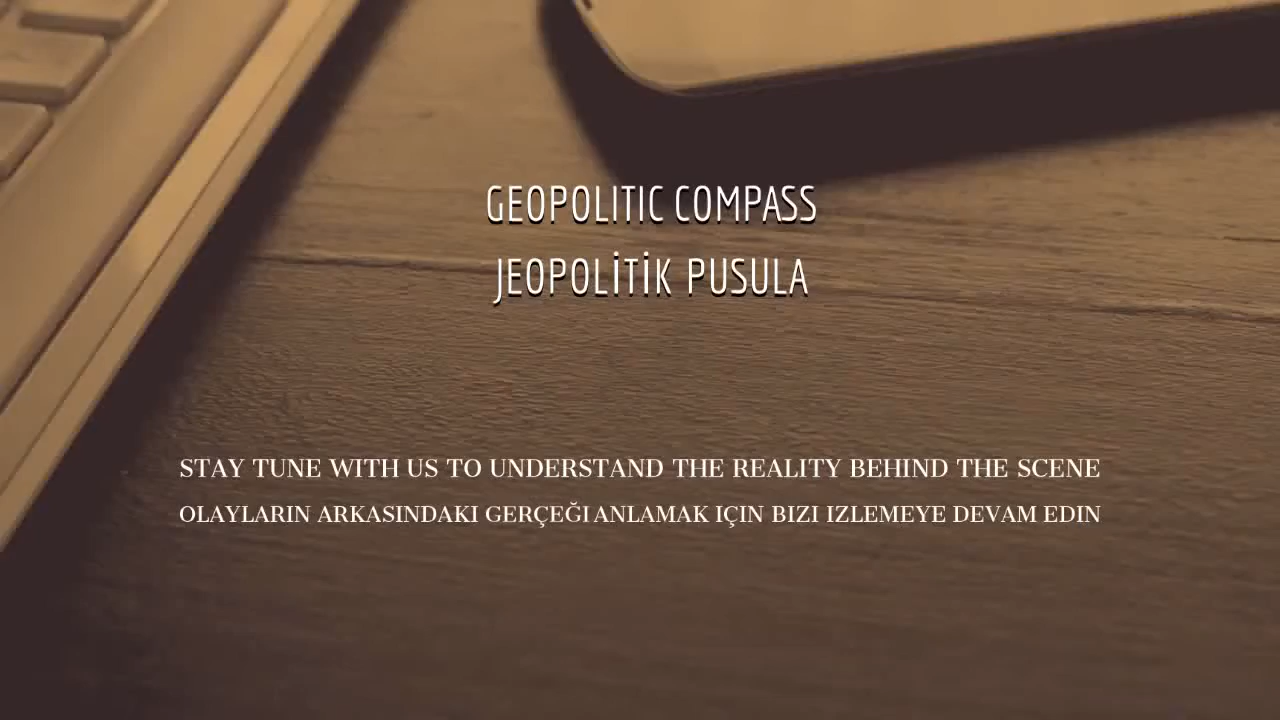 GEOPOLITIC COMPASS
JEOPOLİTİK PUSULA
STAY TUNE WITH US TO UNDERSTAND THE REALITY BEHIND THE SCENE
OLAYLARIN ARKASINDAKI GERÇEĞI ANLAMAK IÇIN BIZI IZLEMEYE DEVAM EDIN